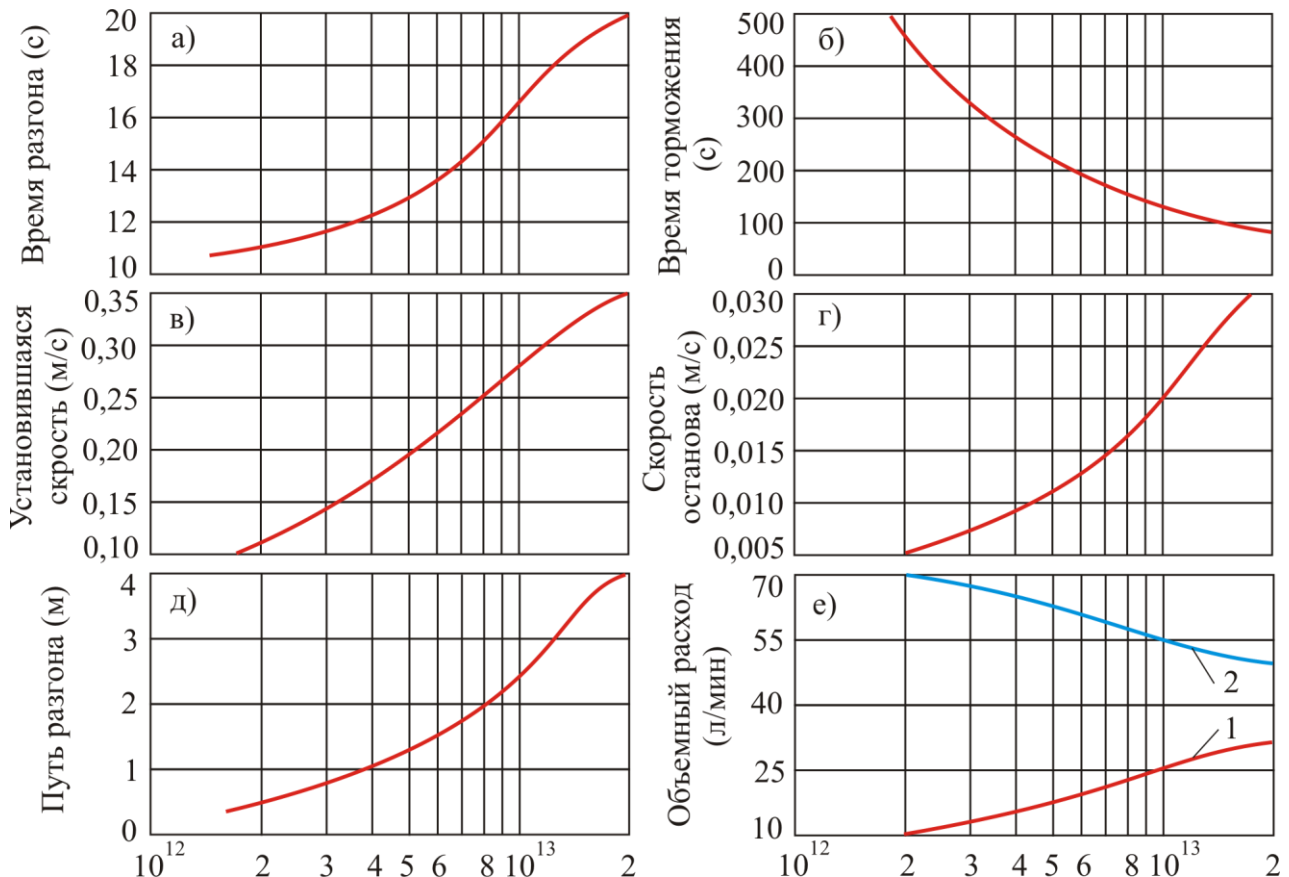 Время разгона (с)
а)
20
18
16
14
12
10
Время торможения
(с)
б)
500
400
300
200
100
0
Установившаяся
скрость (м/с)
в)
0,35
0,30
0,25
0,20
0,15
0,10
Скорость
останова (м/с)
г)
0,030
0,025
0,020
0,015
0,010
0,005
Путь разгона (м)
д)
4
3
2
1
0
10¹² 2 3 4 5 6 8 10¹³ 2
Объемный расход
(л/мин)
е)
70
55
40
25
10
2
1
10¹² 2 3 4 5 6 8 10¹³ 2